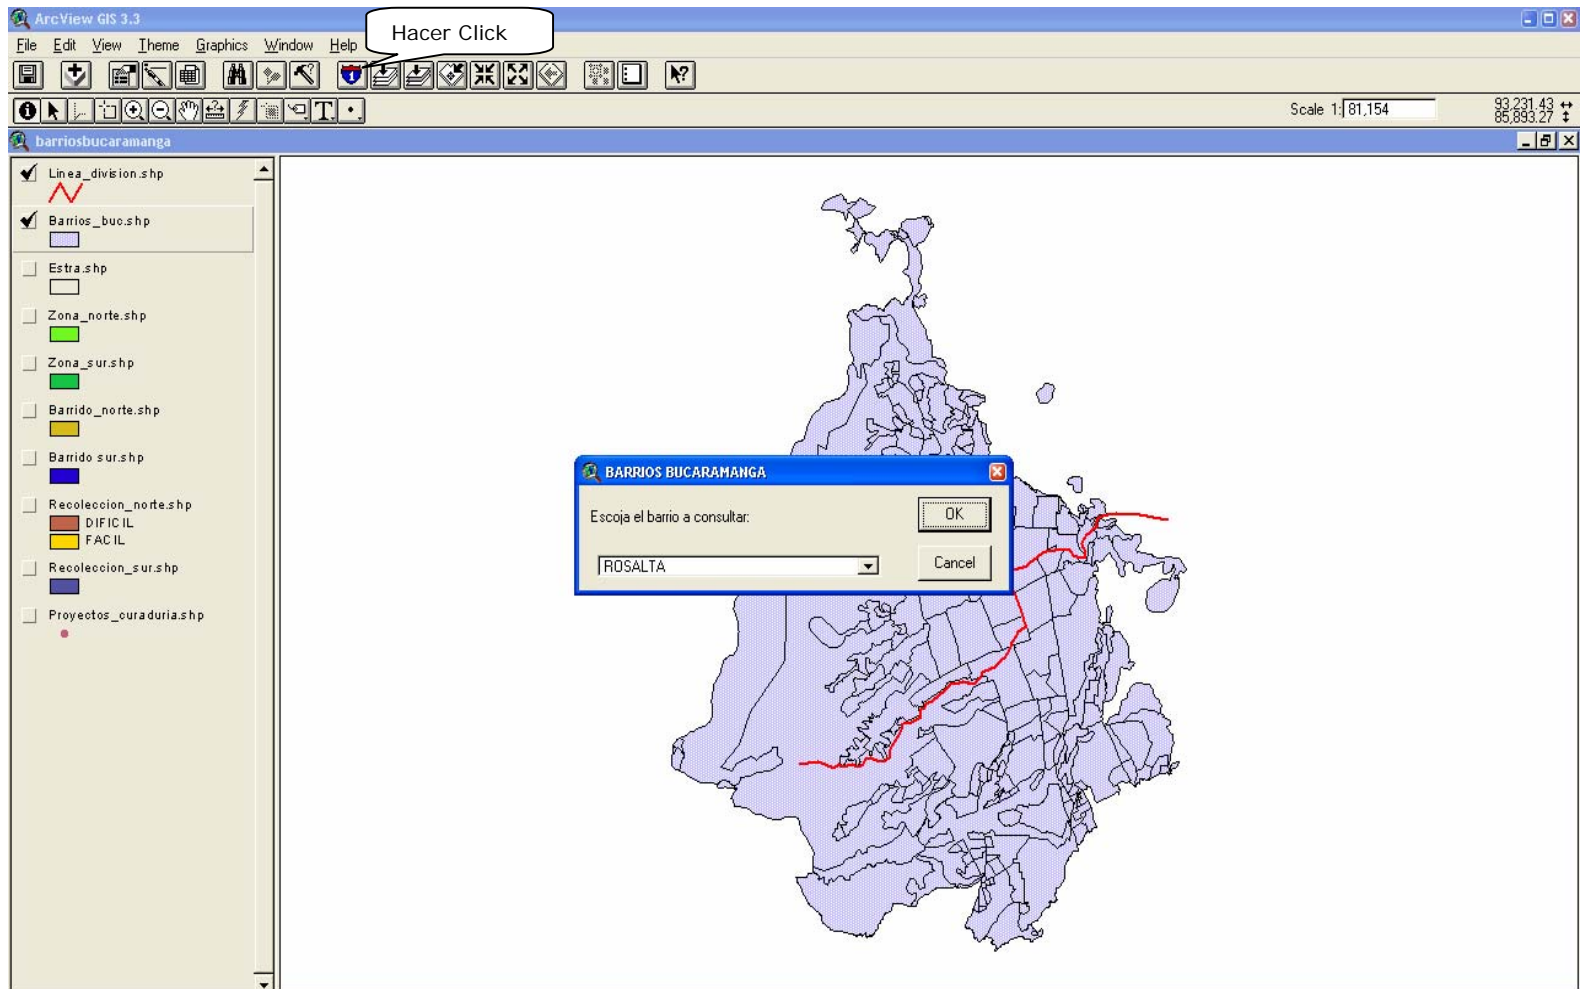 ArcView GIS 3.3
Hacer Click
File Edit View Theme Graphics Window Help
1
T
Scale 1: 81,154
93,231.43
85,893.27
barriosbucaramanga
Linea_division.shp
Barrios_buc.shp
Estra.shp
Zona_norte.shp
Zona_sur.shp
Barrido_norte.shp
Barrido sur.shp
Recoleccion_norte.shp
DIFICIL
FACIL
Recoleccion_sur.shp
Proyectos_curaduria.shp
BARRIOS BUCARAMANGA
Escoja el barrio a consultar:
OK
ROSALTA
Cancel